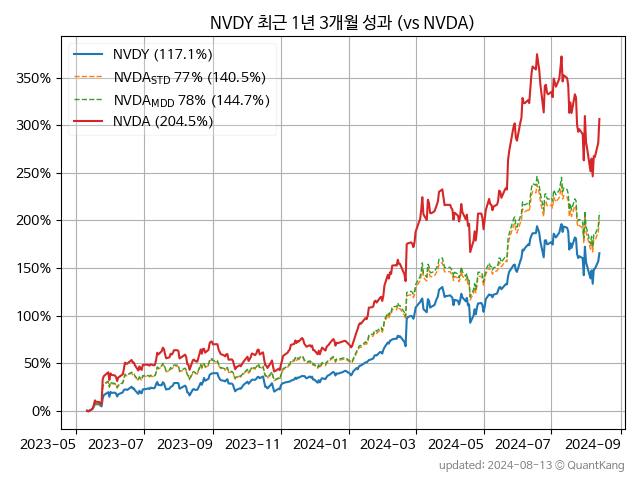 NVDY 최근 1년 3개월 성과 (vs NVDA)
NVDY (117.1%)
NVDA_STD 77% (140.5%)
NVDA_MDD 78% (144.7%)
NVDA (204.5%)
350%
300%
250%
200%
150%
100%
50%
0%
2023-05 2023-07 2023-09 2023-11 2024-01 2024-03 2024-05 2024-07 2024-09
updated: 2024-08-13 © QuantKang